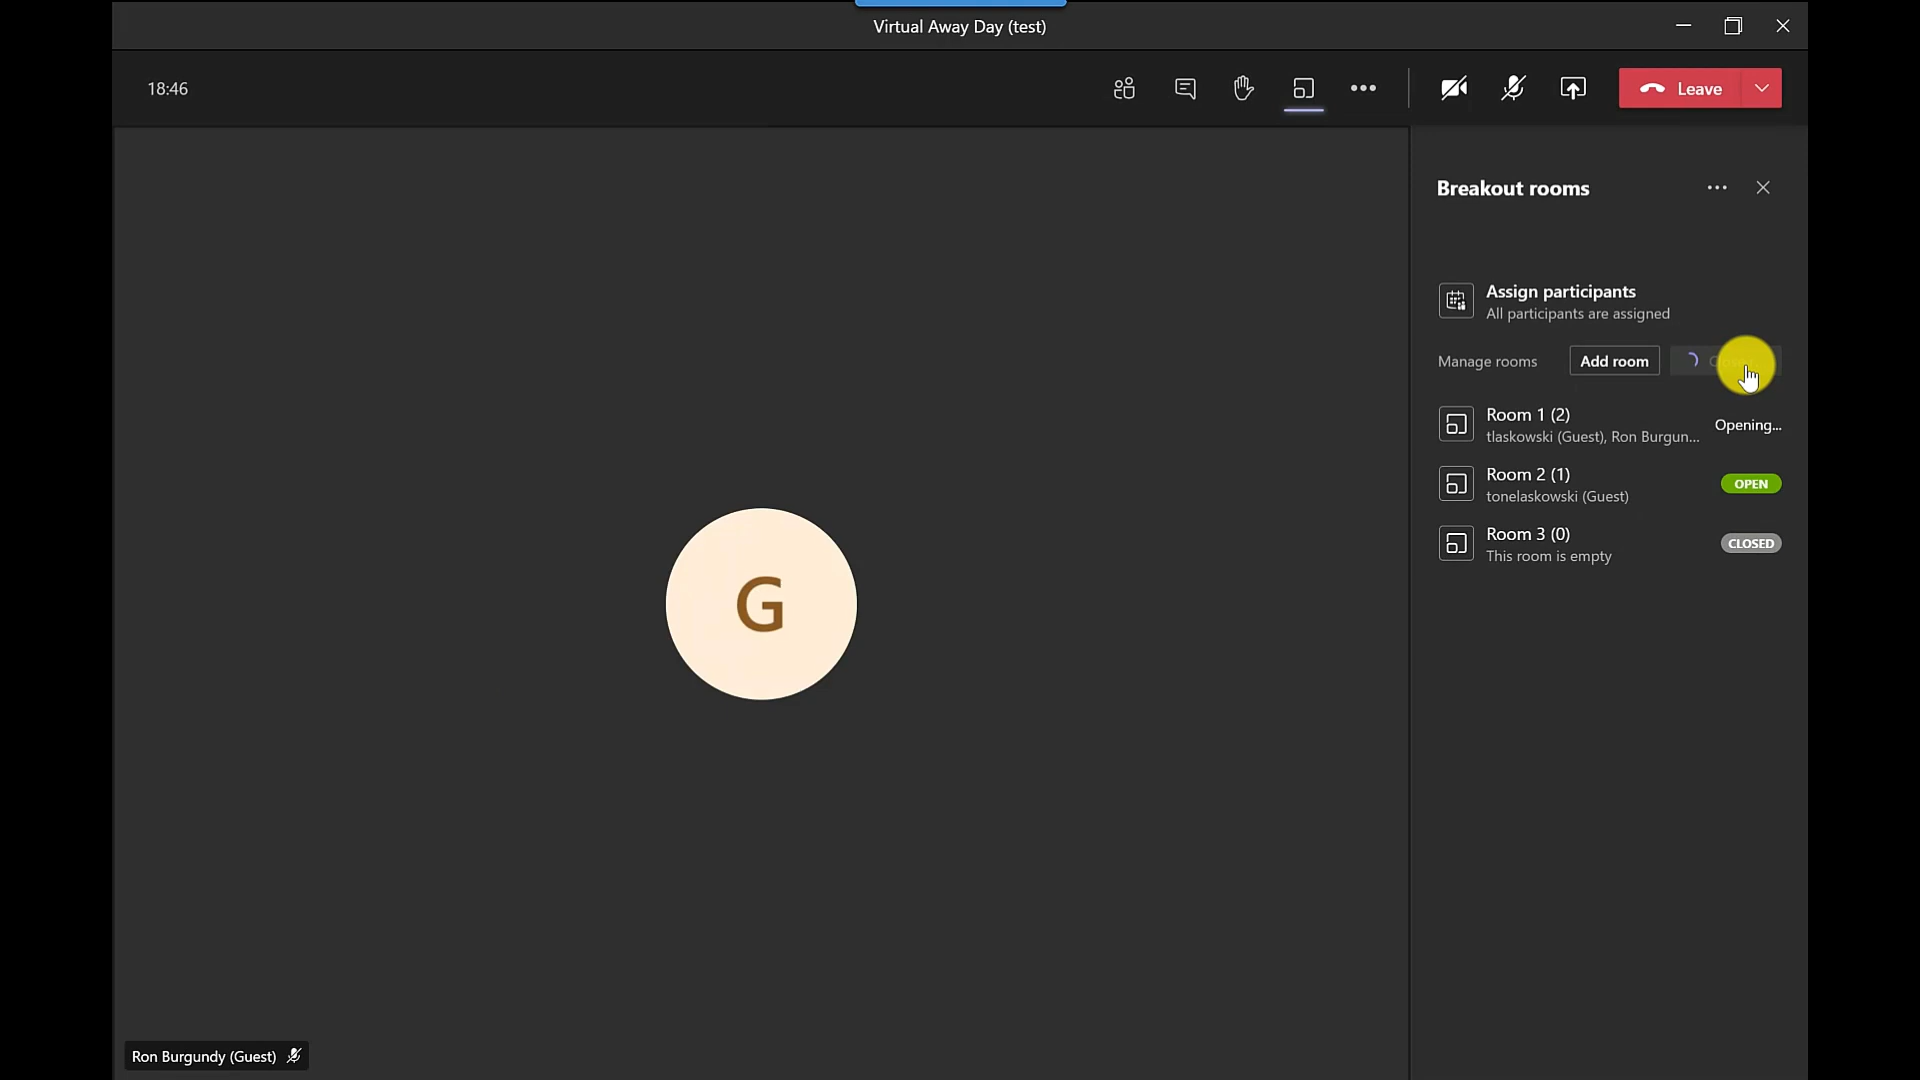 Virtual Away Day (test)
18:46
Leave
Breakout rooms
Assign participants
All participants are assigned
Manage rooms
Add room
Room 1 (2)
tlaskowski (Guest), Ron Burgun...
Opening...
Room 2 (1)
tonelaskowski (Guest)
OPEN
Room 3 (0)
This room is empty
CLOSED
G
Ron Burgundy (Guest)